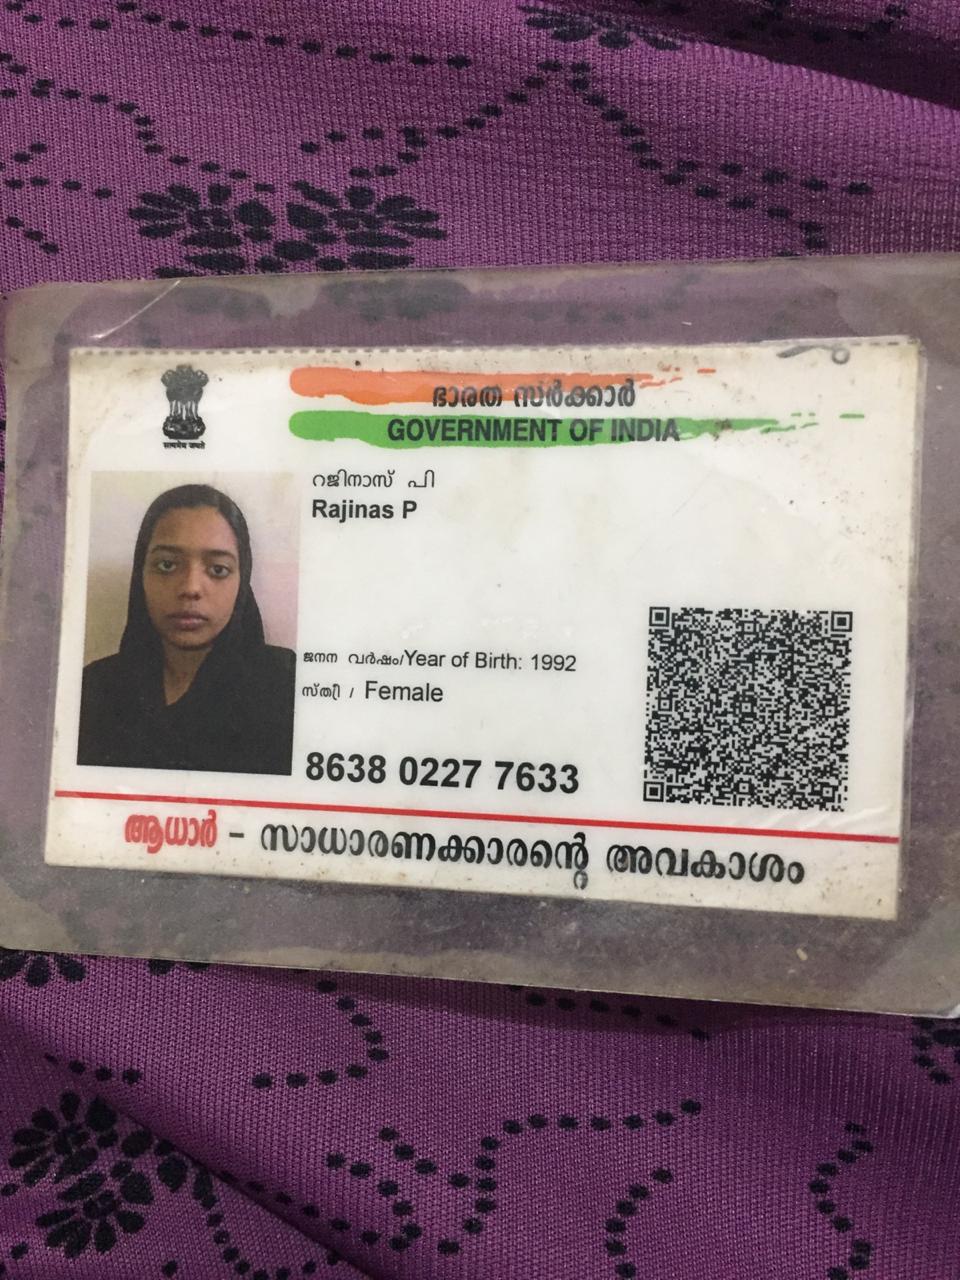 सत्यमेव जयते
ഭാരത സർക്കാർ
GOVERNMENT OF INDIA
റജിനാസ് പി
Rajinas P
ജനന വർഷം/Year of Birth: 1992
സ്ത്രീ / Female
8638 0227 7633
ആധാർ – സാധാരണക്കാരന്റെ അവകാശം